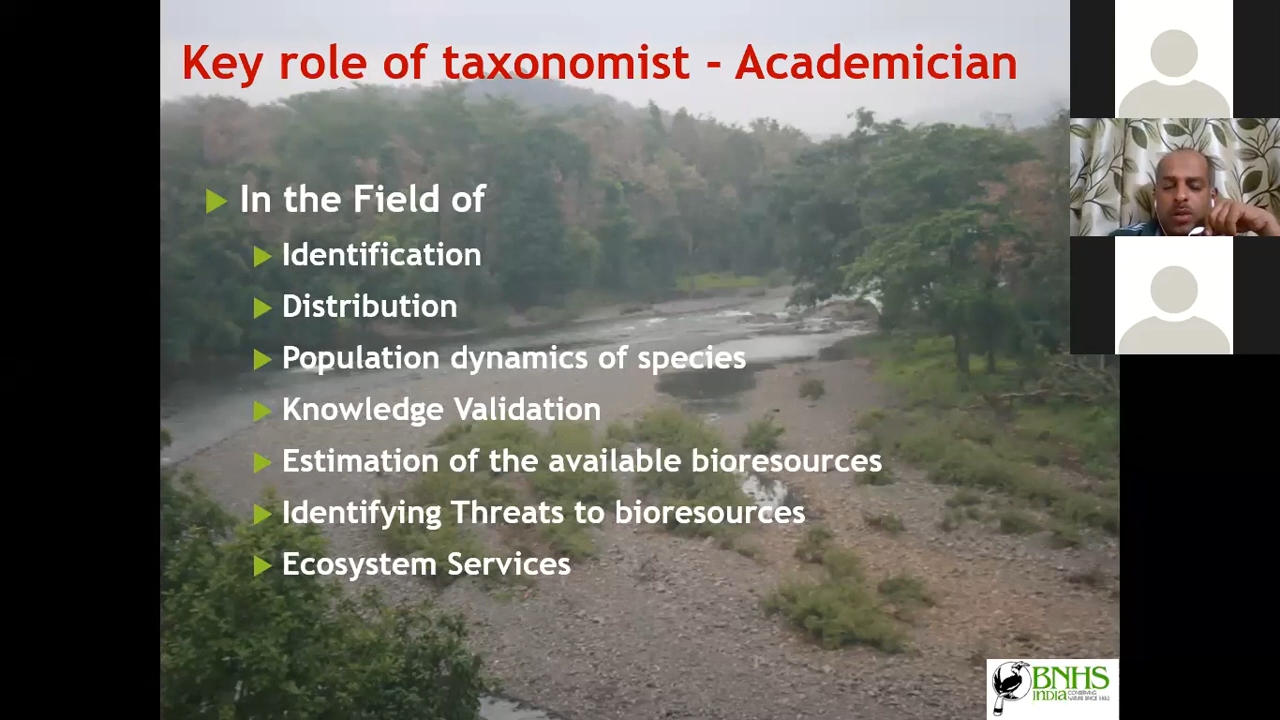 Key role of taxonomist - Academician
In the Field of
Identification
Distribution
Population dynamics of species
Knowledge Validation
Estimation of the available bioresources
Identifying Threats to bioresources
Ecosystem Services
BNHS
INDIA